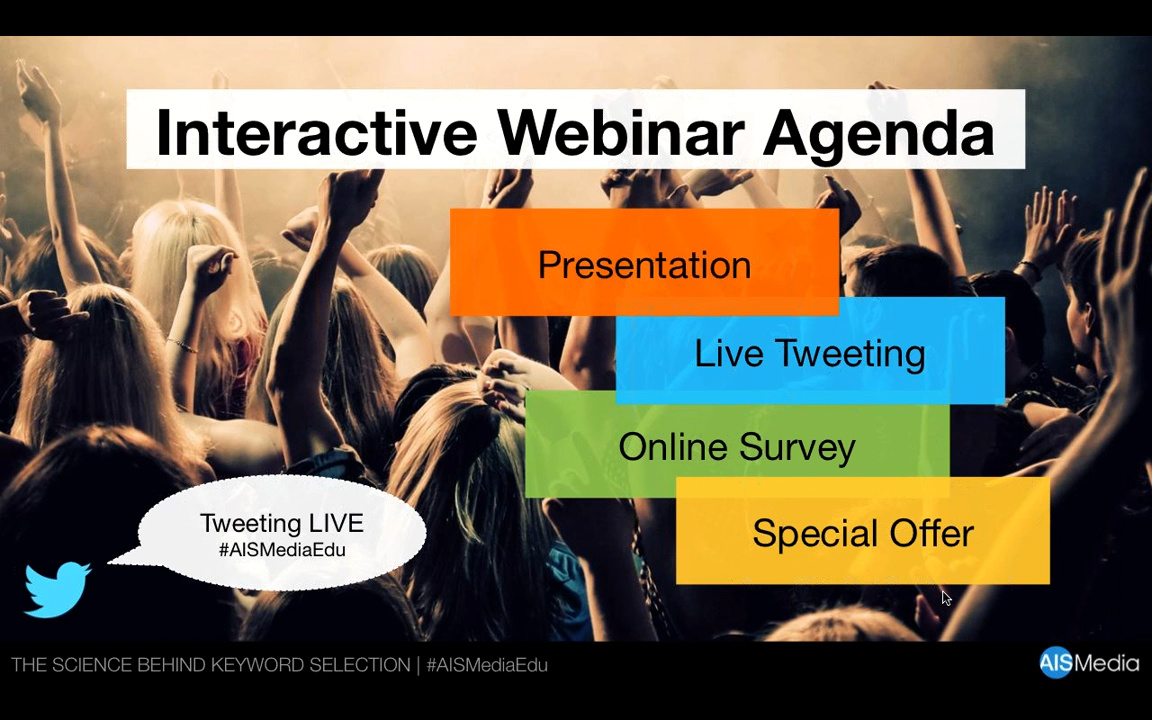 Interactive Webinar Agenda
Presentation
Live Tweeting
Online Survey
Special Offer
Tweeting LIVE
#AISMediaEdu
THE SCIENCE BEHIND KEYWORD SELECTION | #AISMediaEdu
AISMedia